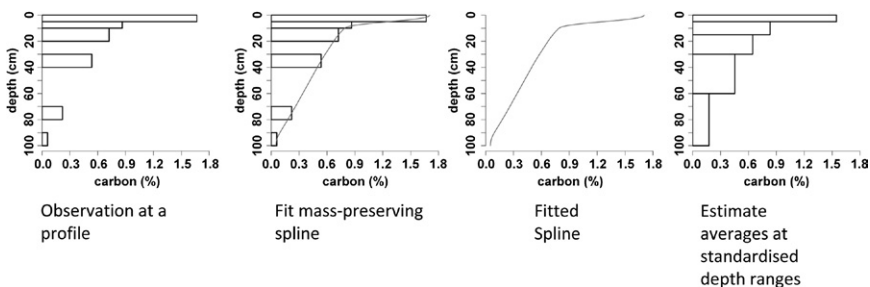 0
20
40
60
80
100
depth (cm)
0.0 0.3 0.6 0.9 1.2 1.5 1.8
carbon (%)
Observation at a
profile
0
20
40
60
80
100
depth (cm)
0.0 0.3 0.6 0.9 1.2 1.5 1.8
carbon (%)
Fit mass-preserving
spline
0
20
40
60
80
100
depth (cm)
0.0 0.3 0.6 0.9 1.2 1.5 1.8
carbon (%)
Fitted
Spline
0
20
40
60
80
100
depth (cm)
0.0 0.3 0.6 0.9 1.2 1.5 1.8
carbon (%)
Estimate
averages at
standardised
depth ranges